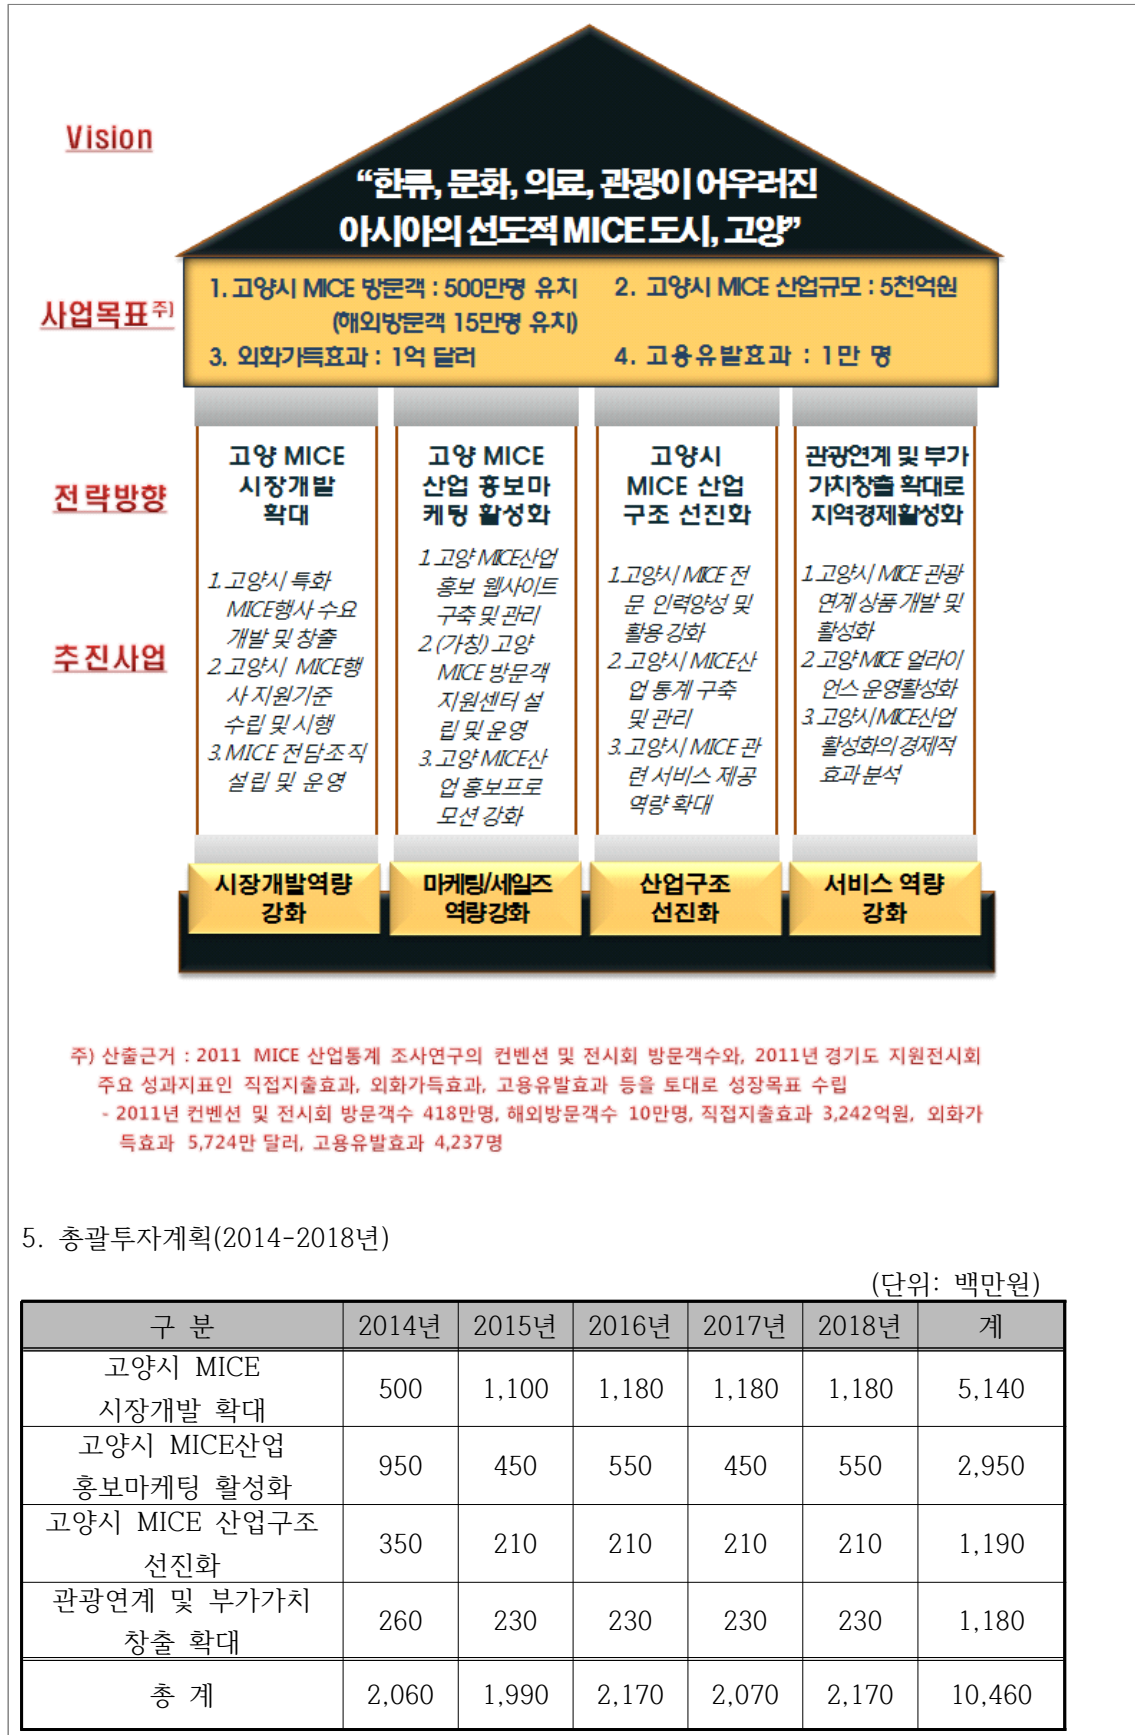 Vision
“한류, 문화, 의료, 관광이 어우러진
아시아의 선도적 MICE 도시, 고양”
사업목표주)
1. 고양시 MICE 방문객 : 500만명 유치
(해외방문객 15만명 유치)
2. 고양시 MICE 산업규모 : 5천억원
3. 외화가득효과 : 1억 달러
4. 고용유발효과 : 1만 명
전략방향
고양 MICE
시장개발
확대
고양 MICE
산업 홍보마
케팅 활성화
고양시
MICE 산업
구조 선진화
관광연계 및 부가
가치창출 확대로
지역경제활성화
추진사업
1. 고양시 특화
MICE행사 수요
개발 및 창출
2. 고양시 MICE행
사 지원기준
수립 및 시행
3. MICE 전담조직
설립 및 운영
1. 고양 MICE산업
홍보 웹사이트
구축 및 관리
2. (가칭) 고양
MICE 방문객
지원센터 설
립 및 운영
3. 고양 MICE산
업 홍보프로
모션 강화
1.고양시 MICE 전
문 인력양성 및
활용 강화
2. 고양시 MICE산
업 통계 구축
및 관리
3. 고양시 MICE 관
련 서비스 제공
역량 확대
1.고양시 MICE 관광
연계 상품 개발 및
활성화
2. 고양 MICE 얼라이
언스 운영활성화
3. 고양시 MICE산업
활성화의 경제적
효과 분석
시장개발역량
강화
마케팅/세일즈
역량강화
산업구조
선진화
서비스 역량
강화
주) 산출근거 : 2011 MICE 산업통계 조사연구의 컨벤션 및 전시회 방문객수와, 2011년 경기도 지원전시회
주요 성과지표인 직접지출효과, 외화가득효과, 고용유발효과 등을 토대로 성장목표 수립
- 2011년 컨벤션 및 전시회 방문객수 418만명, 해외방문객수 10만명, 직접지출효과 3,242억원, 외화가
득효과 5,724만 달러, 고용유발효과 4,237명
5. 총괄투자계획(2014-2018년)
(단위: 백만원)
구 분 2014년 2015년 2016년 2017년 2018년 계
고양시 MICE
시장개발 확대 500 1,100 1,180 1,180 1,180 5,140
고양시 MICE산업
홍보마케팅 활성화 950 450 550 450 550 2,950
고양시 MICE 산업구조
선진화 350 210 210 210 210 1,190
관광연계 및 부가가치
창출 확대 260 230 230 230 230 1,180
총 계 2,060 1,990 2,170 2,070 2,170 10,460